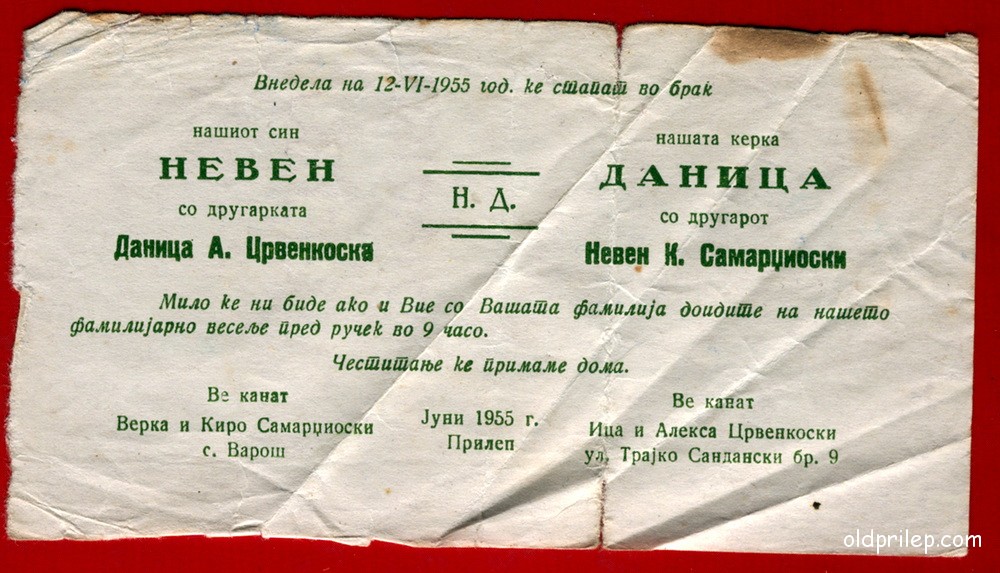 Внедела на 12-VI-1955 год. ке стапат во брак
нашиот син
НЕВЕН
со другарката
Даница А. Црвенкоска
Н. Д.
нашата керка
ДАНИЦА
со другарот
Невен К. Самарџиоски
Мило ке ни биде ако и Вие со Вашата фамилија доидите на нашето
фамилијарно весеље пред ручек во 9 часо.
Честитање ке примаме дома.
Ве канат
Верка и Киро Самарџиоски
с. Варош
Јуни 1955 г.
Прилеп
Ве канат
Ица и Алекса Црвенкоски
ул, Трајко Сандански бр. 9
oldprilep.com